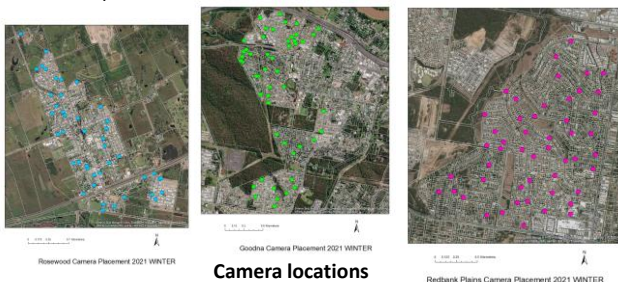 Rosewood Camera Placement 2021 WINTER
Goodna Camera Placement 2021 WINTER
Redbank Plains Camera Placement 2021 WINTER
Camera locations